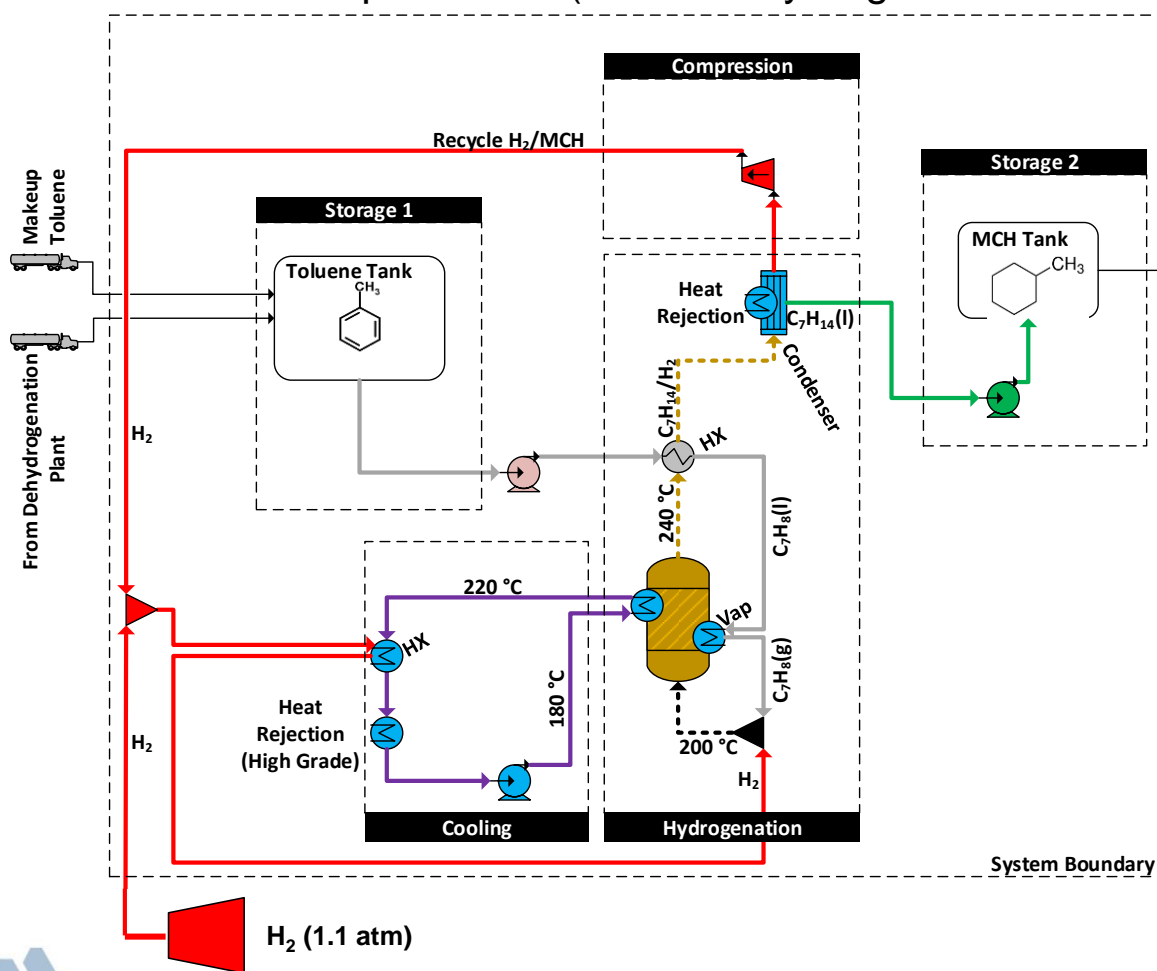 Compression
Recycle H₂/MCH
Storage 2
Storage 1
Makeup
Toluene
MCH Tank
CH₃
Toluene Tank
CH₃
Heat
Rejection
C₇H₁₄(l)
Condenser
From Dehydrogenation
Plant
H₂
C₇H₁₄/H₂
HX
C₇H₈(l)
240 °C
220 °C
Vap
HX
C₇H₈(g)
180 °C
Heat
Rejection
(High Grade)
H₂
200 °C
H₂
Cooling
Hydrogenation
System Boundary
H₂ (1.1 atm)